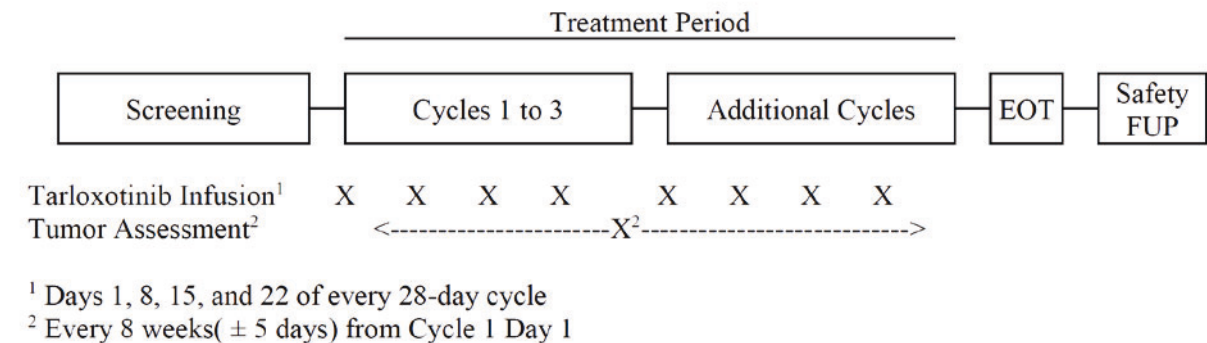 Treatment Period
Screening
Cycles 1 to 3
Additional Cycles
EOT
Safety
FUP
Tarloxotinib Infusion¹ X X X X X X X X
Tumor Assessment² <----------------------X²--------------------------->
¹ Days 1, 8, 15, and 22 of every 28-day cycle
² Every 8 weeks( ± 5 days) from Cycle 1 Day 1